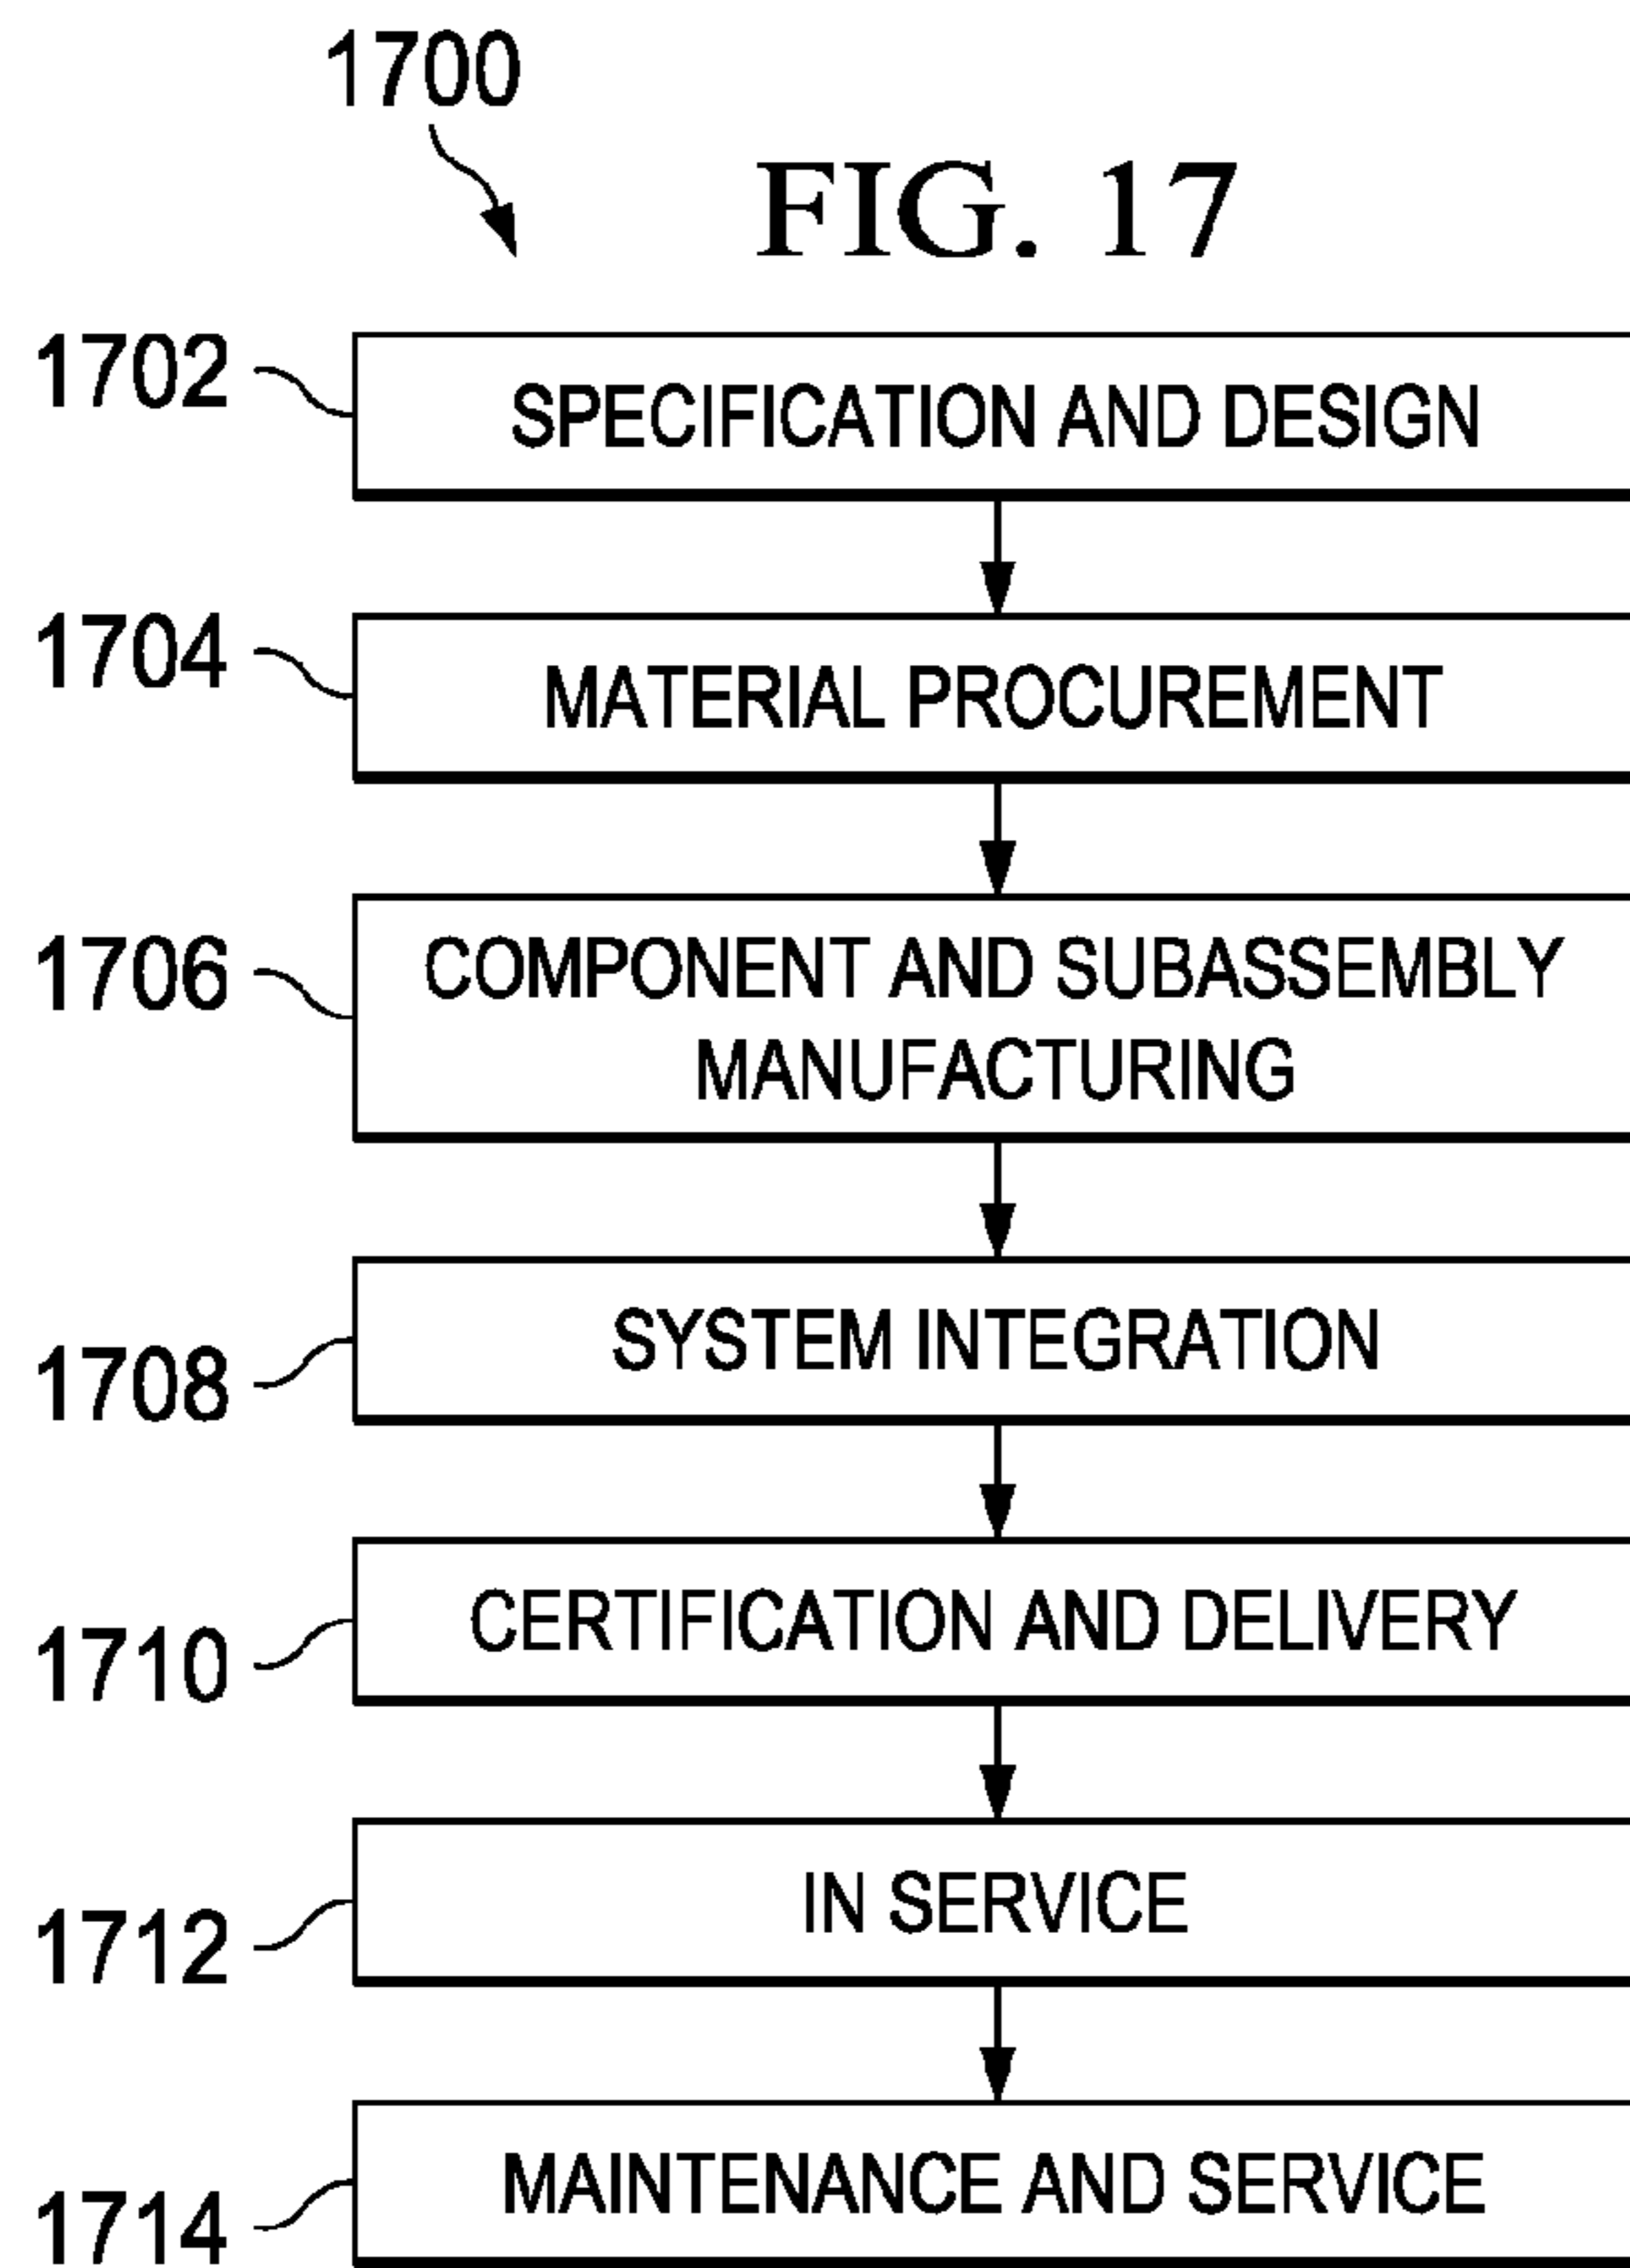 1700
FIG. 17
1702
SPECIFICATION AND DESIGN
1704
MATERIAL PROCUREMENT
1706
COMPONENT AND SUBASSEMBLY
MANUFACTURING
1708
SYSTEM INTEGRATION
1710
CERTIFICATION AND DELIVERY
1712
IN SERVICE
1714
MAINTENANCE AND SERVICE